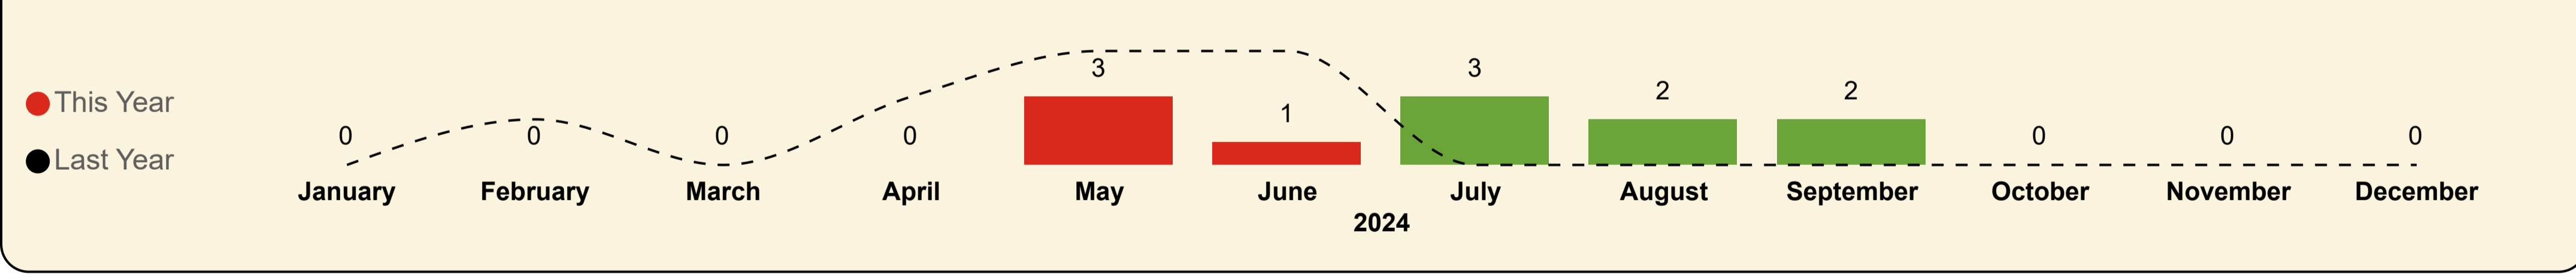 3 3
This Year 2 2
1
0 0 0 0 0 0 0
Last Year
January February March April May June July August September October November December
2024